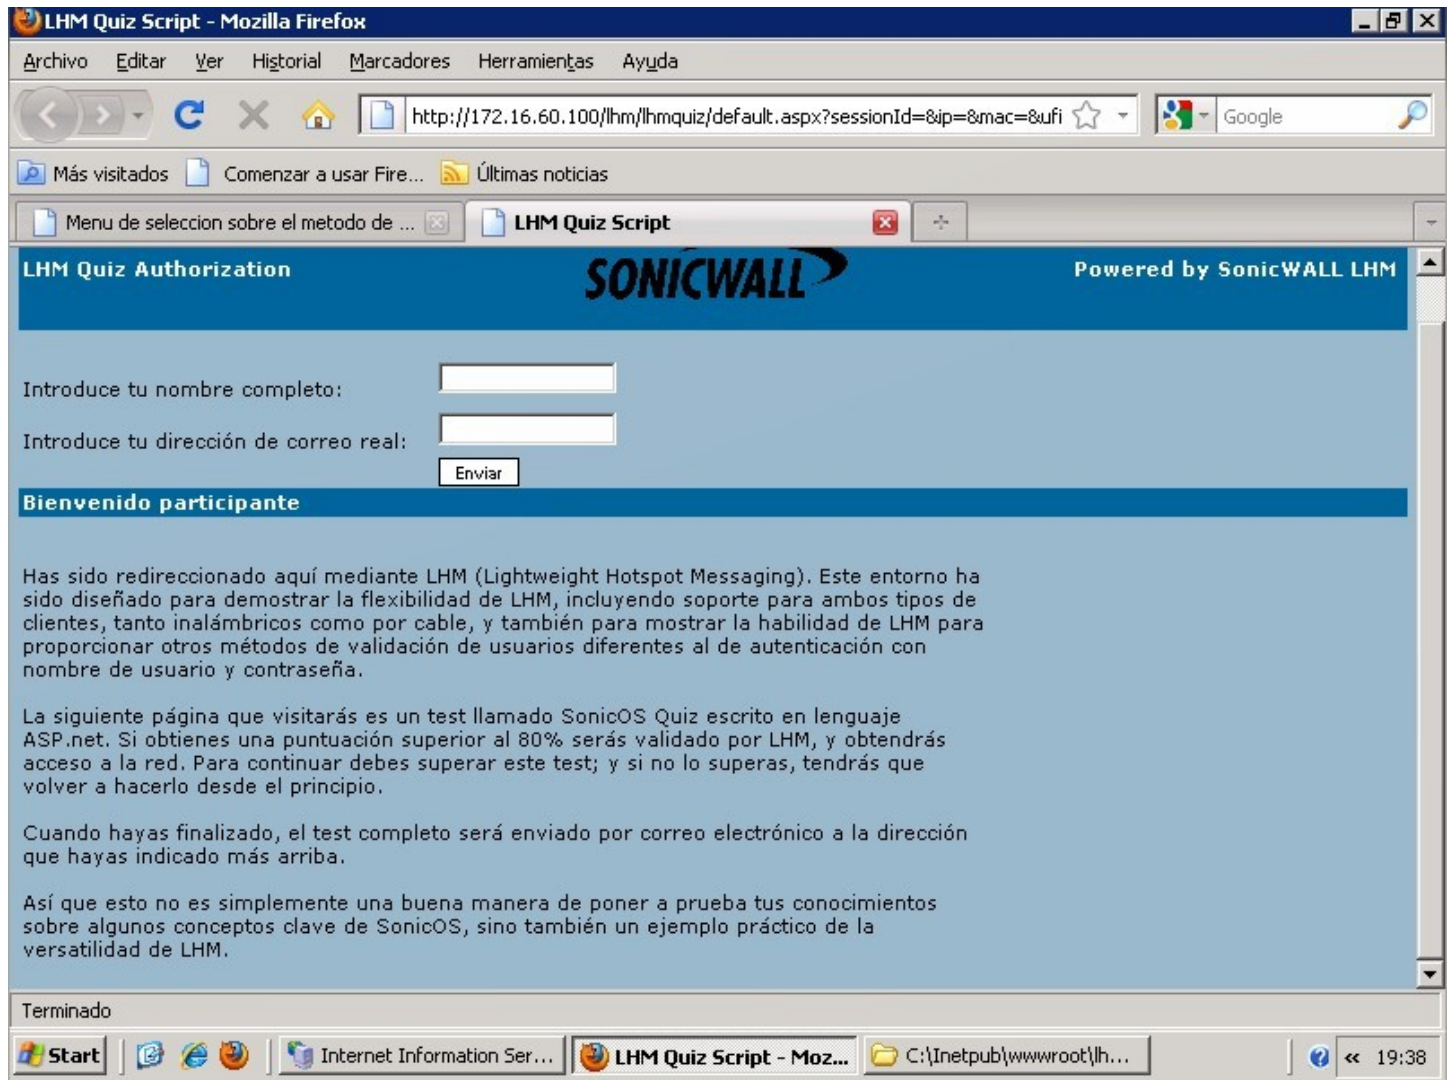 LHM Quiz Script - Mozilla Firefox
Archivo Editar Ver Historial Marcadores Herramientas Ayuda
http://172.16.60.100/lhm/lhmquiz/default.aspx?sessionId=&ip=&mac=&ufi Google
Más visitados Comenzar a usar Fire... Últimas noticias
Menu de seleccion sobre el metodo de ... LHM Quiz Script
LHM Quiz Authorization SONICWALL Powered by SonicWALL LHM
Introduce tu nombre completo:
Introduce tu dirección de correo real:
Enviar
Bienvenido participante
Has sido redireccionado aquí mediante LHM (Lightweight Hotspot Messaging). Este entorno ha
sido diseñado para demostrar la flexibilidad de LHM, incluyendo soporte para ambos tipos de
clientes, tanto inalámbricos como por cable, y también para mostrar la habilidad de LHM para
proporcionar otros métodos de validación de usuarios diferentes al de autenticación con
nombre de usuario y contraseña.
La siguiente página que visitarás es un test llamado SonicOS Quiz escrito en lenguaje
ASP.net. Si obtienes una puntuación superior al 80% serás validado por LHM, y obtendrás
acceso a la red. Para continuar debes superar este test; y si no lo superas, tendrás que
volver a hacerlo desde el principio.
Cuando hayas finalizado, el test completo será enviado por correo electrónico a la dirección
que hayas indicado más arriba.
Así que esto no es simplemente una buena manera de poner a prueba tus conocimientos
sobre algunos conceptos clave de SonicOS, sino también un ejemplo práctico de la
versatilidad de LHM.
Terminado
Start Internet Information Ser... LHM Quiz Script - Moz... C:\Inetpub\wwwroot\lh... « 19:38